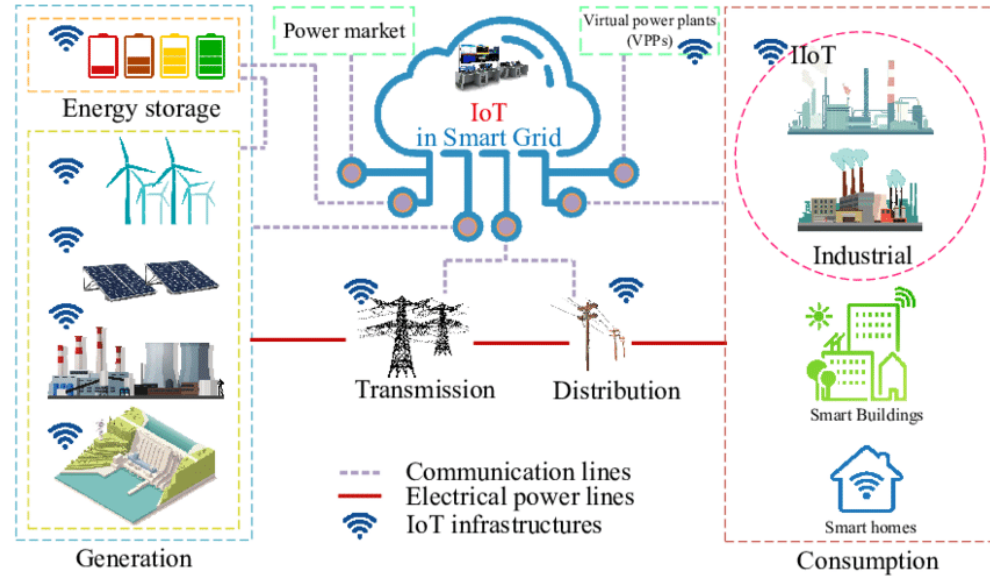 Power market
Virtual power plants
(VPPs)
IIoT
Energy storage
IoT
in Smart Grid
Industrial
Transmission
Distribution
Smart Buildings
Communication lines
Electrical power lines
IoT infrastructures
Smart homes
Generation
Consumption